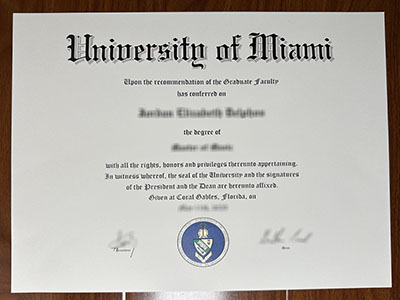 University of Miami
Upon the recommendation of the Graduate Faculty
has conferred on
the degree of
with all the rights, honors and privileges thereunto appertaining.
In witness whereof, the seal of the University and the signatures
of the President and the Dean are hereunto affixed.
Given at Coral Gables, Florida, on
President
Dean